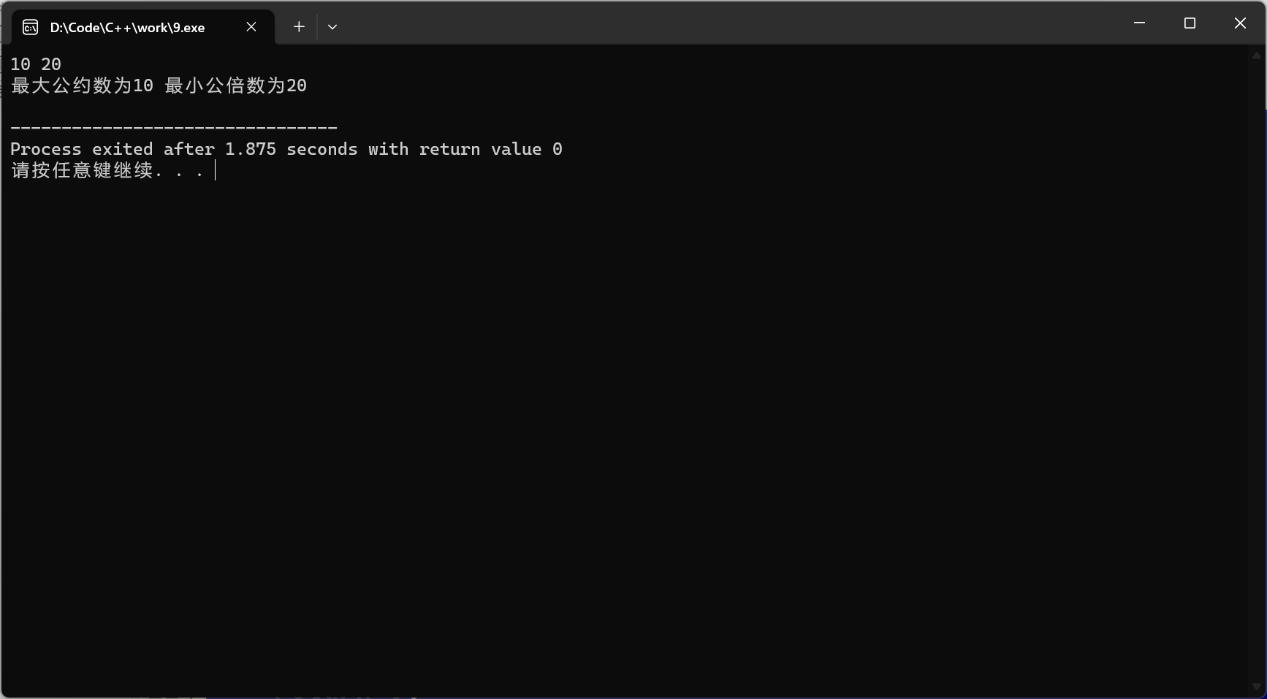 D:\Code\C++\work\9.exe
10 20
最大公约数为10 最小公倍数为20
--------------------------------
Process exited after 1.875 seconds with return value 0
请按任意键继续. . .